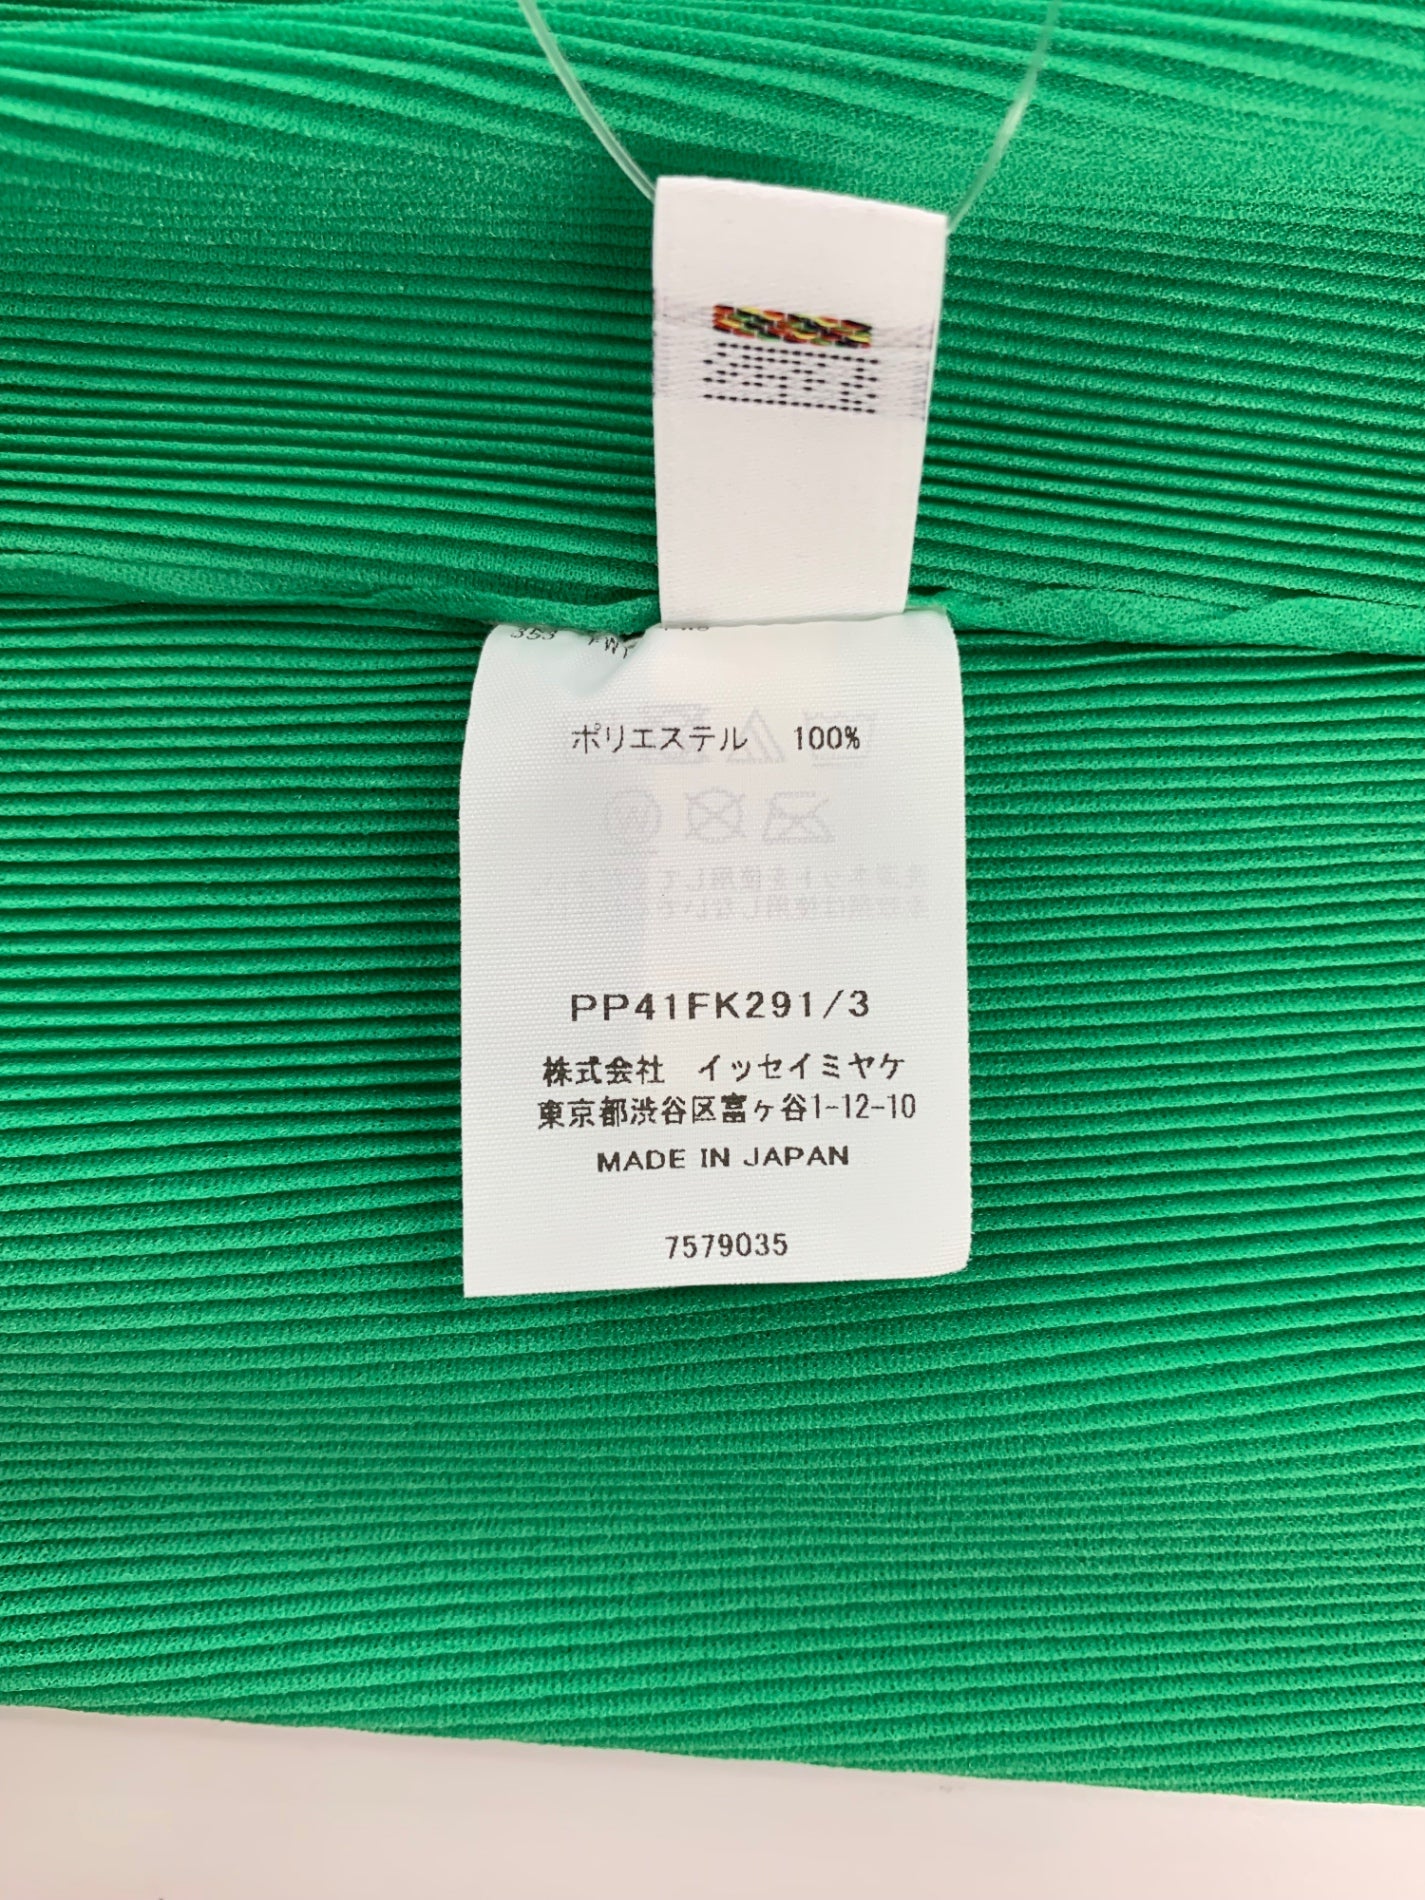 ポリエステル 100%
PP41FK291/3
株式会社 イッセイミヤケ
東京都渋谷区富ヶ谷1-12-10
MADE IN JAPAN
7579035